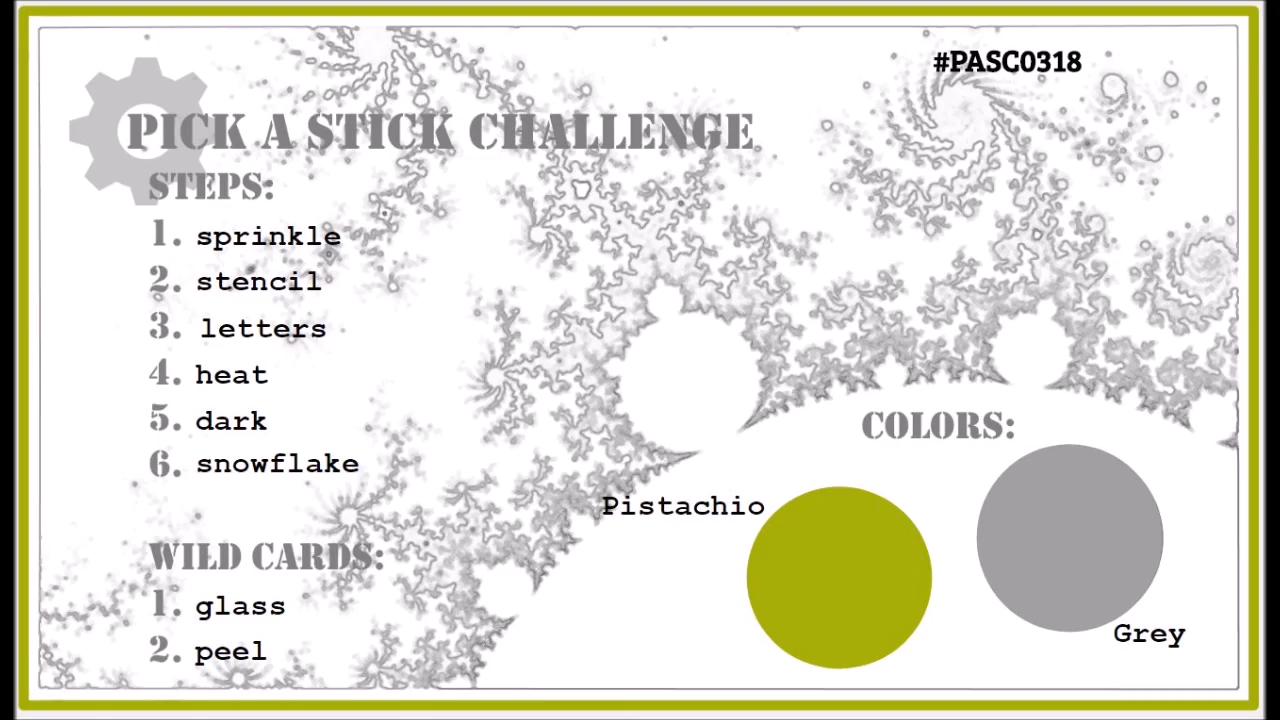 #PASC0318
PICK A STICK CHALLENGE
STEPS:
1. sprinkle
2. stencil
3. letters
4. heat
5. dark
6. snowflake
COLORS:
Pistachio
Grey
WILD CARDS:
1. glass
2. peel